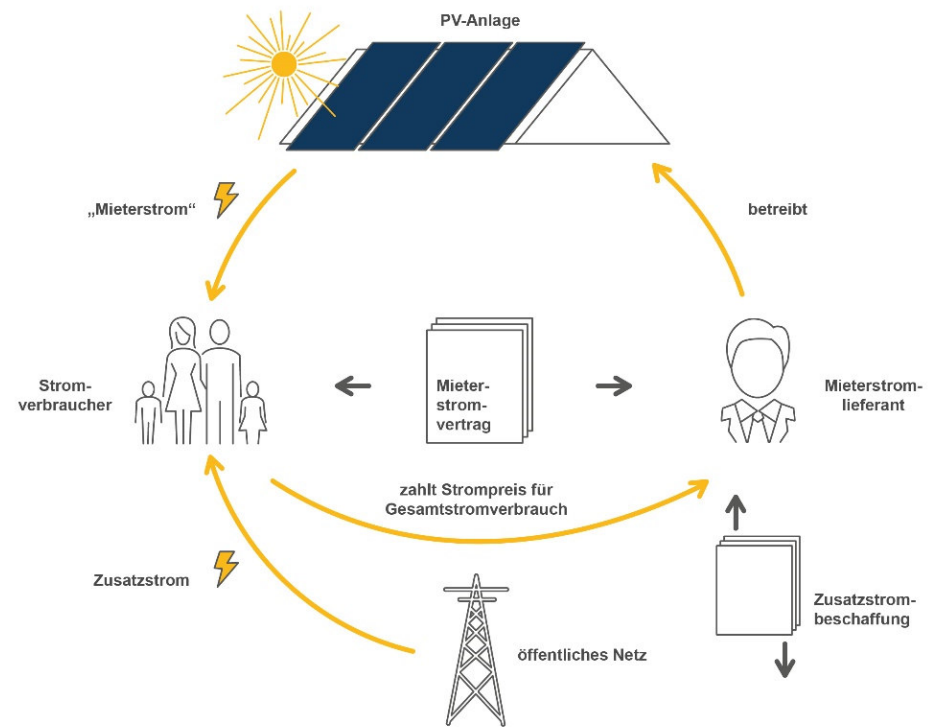 PV-Anlage
„Mieterstrom“
betreibt
Strom-
verbraucher
Mieter-
strom-
vertrag
Mieterstrom-
lieferant
zahlt Strompreis für
Gesamtstromverbrauch
Zusatzstrom
öffentliches Netz
Zusatzstrom-
beschaffung